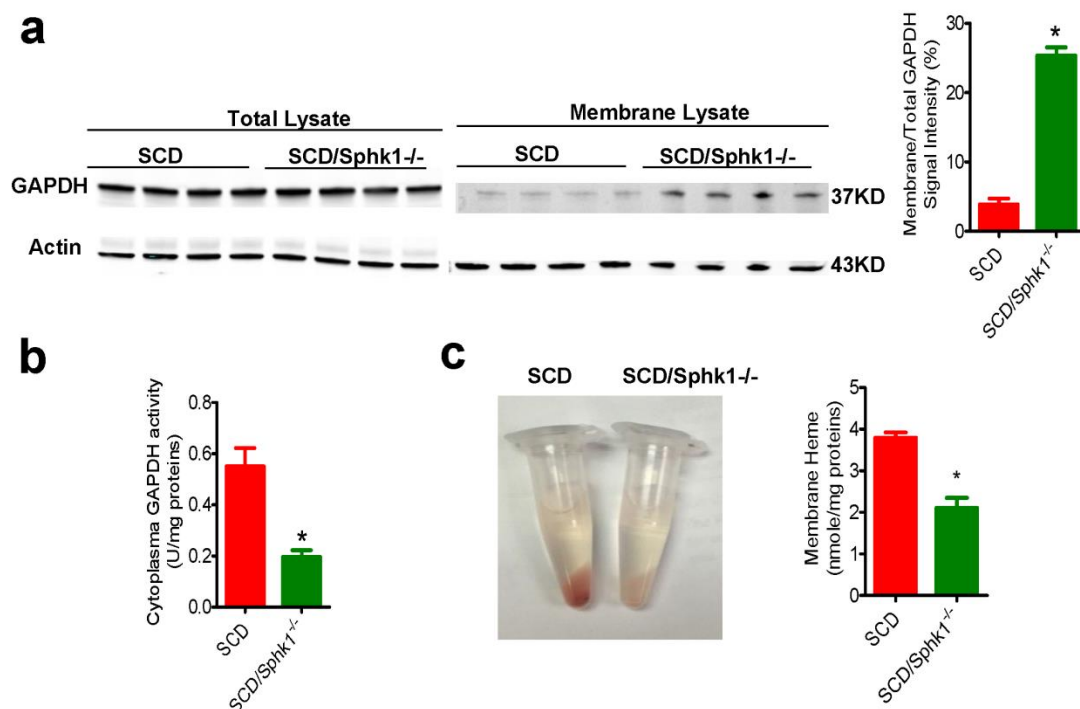 a
Total Lysate
Membrane Lysate
SCD
SCD/Sphk1-/-
SCD
SCD/Sphk1-/-
GAPDH
37KD
Actin
43KD
Membrane/Total GAPDH
Signal Intensity (%)
30
20
10
0
*
SCD
SCD/Sphk1-/-
b
Cytoplasma GAPDH activity
(U/mg proteins)
0.8
0.6
0.4
0.2
0.0
*
SCD
SCD/Sphk1-/-
c
SCD
SCD/Sphk1-/-
Membrane Heme
(nmole/mg proteins)
5
4
3
2
1
0
*
SCD
SCD/Sphk1-/-